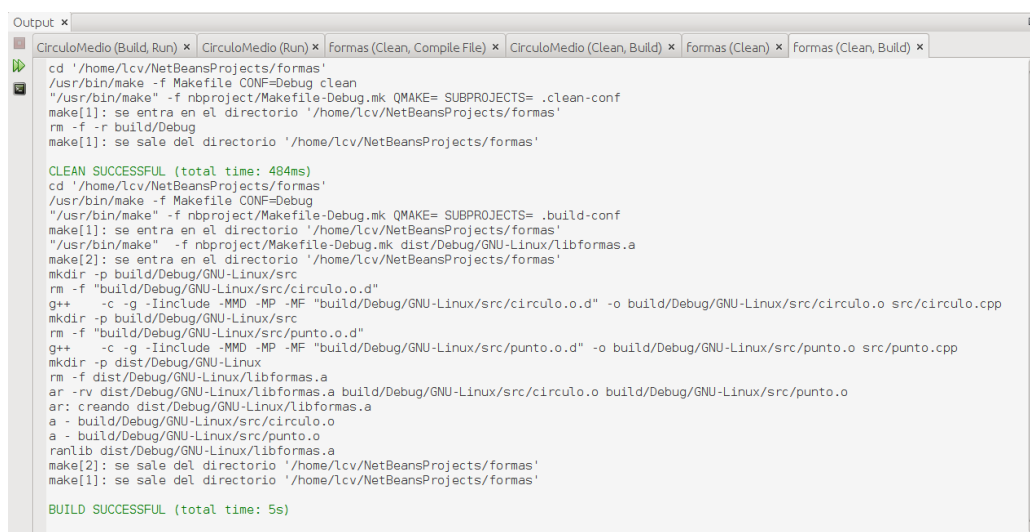 Output ×
CirculoMedio (Build, Run) × CirculoMedio (Run) × formas (Clean, Compile File) × CirculoMedio (Clean, Build) × formas (Clean) × formas (Clean, Build) ×
cd '/home/lcv/NetBeansProjects/formas'
/usr/bin/make -f Makefile CONF=Debug clean
"/usr/bin/make" -f nbproject/Makefile-Debug.mk QMAKE= SUBPROJECTS= .clean-conf
make[1]: se entra en el directorio '/home/lcv/NetBeansProjects/formas'
rm -f -r build/Debug
make[1]: se sale del directorio '/home/lcv/NetBeansProjects/formas'
CLEAN SUCCESSFUL (total time: 484ms)
cd '/home/lcv/NetBeansProjects/formas'
/usr/bin/make -f Makefile CONF=Debug
"/usr/bin/make" -f nbproject/Makefile-Debug.mk QMAKE= SUBPROJECTS= .build-conf
make[1]: se entra en el directorio '/home/lcv/NetBeansProjects/formas'
"/usr/bin/make"  -f nbproject/Makefile-Debug.mk dist/Debug/GNU-Linux/libformas.a
make[2]: se entra en el directorio '/home/lcv/NetBeansProjects/formas'
mkdir -p build/Debug/GNU-Linux/src
rm -f "build/Debug/GNU-Linux/src/circulo.o.d"
g++    -c -g -Iinclude -MMD -MP -MF "build/Debug/GNU-Linux/src/circulo.o.d" -o build/Debug/GNU-Linux/src/circulo.o src/circulo.cpp
mkdir -p build/Debug/GNU-Linux/src
rm -f "build/Debug/GNU-Linux/src/punto.o.d"
g++    -c -g -Iinclude -MMD -MP -MF "build/Debug/GNU-Linux/src/punto.o.d" -o build/Debug/GNU-Linux/src/punto.o src/punto.cpp
mkdir -p dist/Debug/GNU-Linux
rm -f dist/Debug/GNU-Linux/libformas.a
ar -rv dist/Debug/GNU-Linux/libformas.a build/Debug/GNU-Linux/src/circulo.o build/Debug/GNU-Linux/src/punto.o
ar: creando dist/Debug/GNU-Linux/libformas.a
a - build/Debug/GNU-Linux/src/circulo.o
a - build/Debug/GNU-Linux/src/punto.o
ranlib dist/Debug/GNU-Linux/libformas.a
make[2]: se sale del directorio '/home/lcv/NetBeansProjects/formas'
make[1]: se sale del directorio '/home/lcv/NetBeansProjects/formas'
BUILD SUCCESSFUL (total time: 5s)